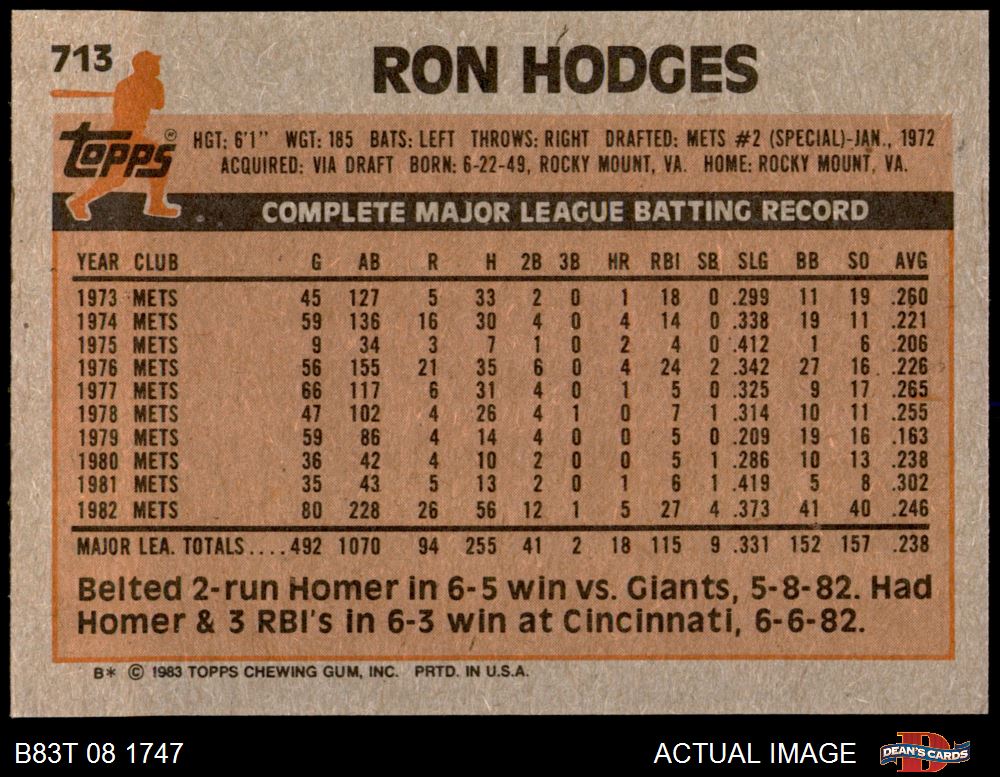 713
RON HODGES
Topps®
HGT: 6'1" WGT: 185 BATS: LEFT THROWS: RIGHT DRAFTED: METS #2 (SPECIAL)-JAN., 1972
ACQUIRED: VIA DRAFT BORN: 6-22-49, ROCKY MOUNT, VA. HOME: ROCKY MOUNT, VA.
COMPLETE MAJOR LEAGUE BATTING RECORD
YEAR CLUB G AB R H 2B 3B HR RBI SB SLG BB SO AVG
1973 METS 45 127 5 33 2 0 1 18 0 .299 11 19 .260
1974 METS 59 136 16 30 4 0 4 14 0 .338 19 11 .221
1975 METS 9 34 3 7 1 0 2 4 0 .412 1 6 .206
1976 METS 56 155 21 35 6 0 4 24 2 .342 27 16 .226
1977 METS 66 117 6 31 4 0 1 5 0 .325 9 17 .265
1978 METS 47 102 4 26 4 1 0 7 1 .314 10 11 .255
1979 METS 59 86 4 14 4 0 0 5 0 .209 19 16 .163
1980 METS 36 42 4 10 2 0 0 5 1 .286 10 13 .238
1981 METS 35 43 5 13 2 0 1 6 1 .419 5 8 .302
1982 METS 80 228 26 56 12 1 5 27 4 .373 41 40 .246
MAJOR LEA. TOTALS....492 1070 94 255 41 2 18 115 9 .331 152 157 .238
Belted 2-run Homer in 6-5 win vs. Giants, 5-8-82. Had
Homer & 3 RBI's in 6-3 win at Cincinnati, 6-6-82.
B* © 1983 TOPPS CHEWING GUM, INC. PRTD. IN U.S.A.
B83T 08 1747
ACTUAL IMAGE
DEAN'S CARDS